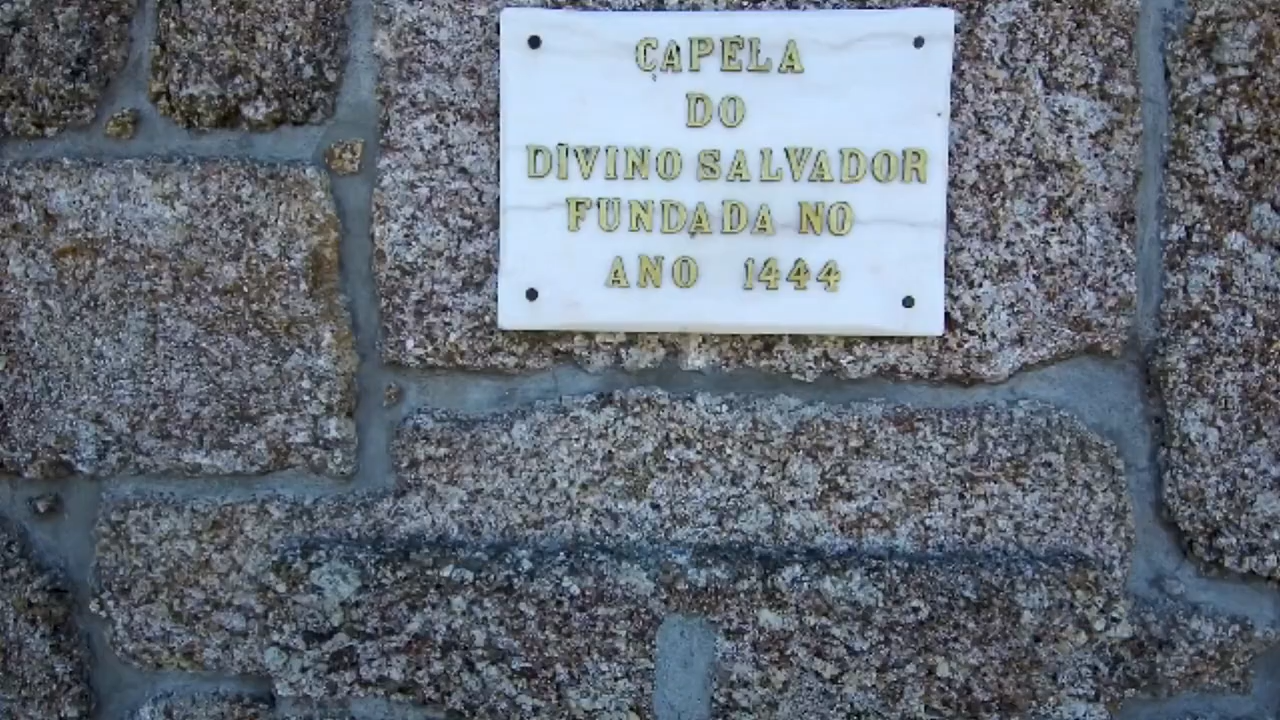 CAPELA
DO
DIVINO SALVADOR
FUNDADA NO
ANO 1444